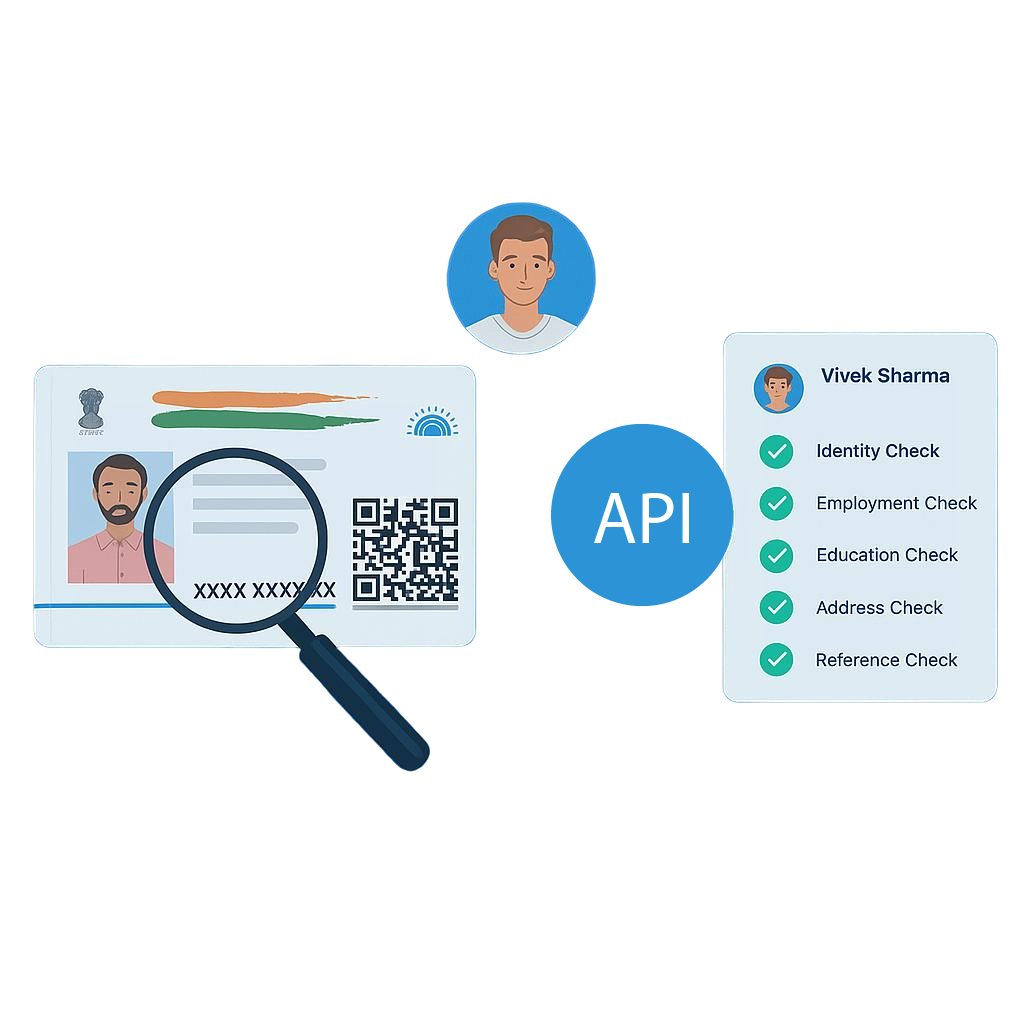 XXXX XXXX XX
API
Vivek Sharma
Identity Check
Employment Check
Education Check
Address Check
Reference Check